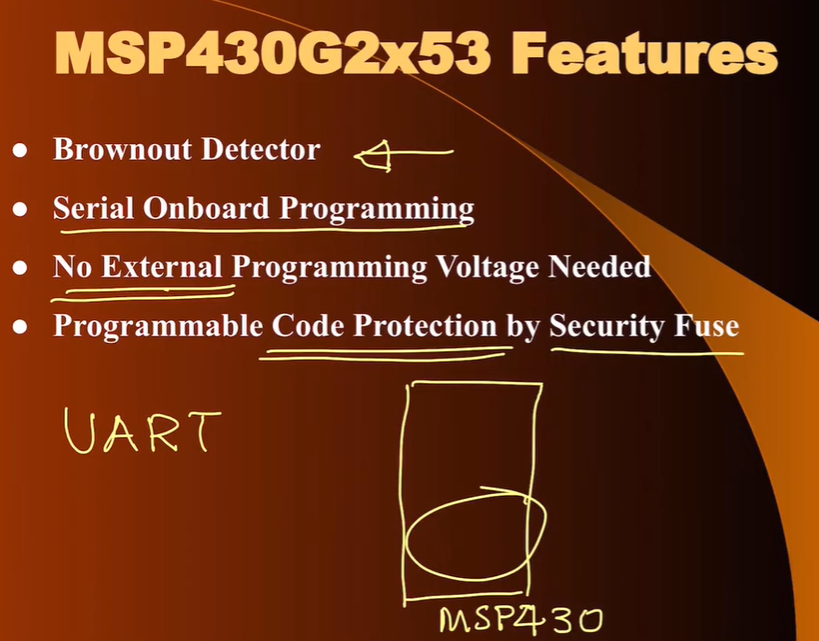 MSP430G2x53 Features
• Brownout Detector
• Serial Onboard Programming
• No External Programming Voltage Needed
• Programmable Code Protection by Security Fuse
UART
MSP430